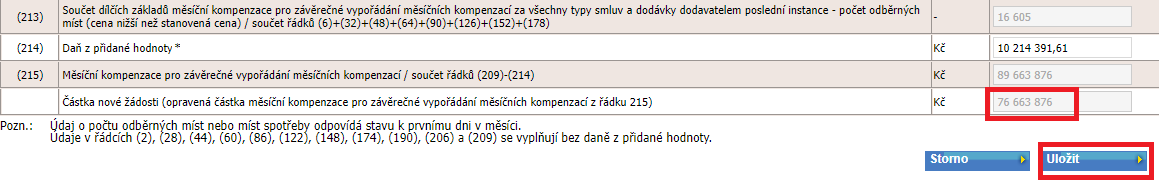 (213) Součet dílčích základů měsíční kompenzace pro závěrečné vypořádání měsíčních kompenzací za všechny typy smluv a dodávky dodavatelem poslední instance - počet odběrných - 16 605
míst (cena nižší než stanovená cena) / součet řádků (6)+(32)+(48)+(64)+(90)+(126)+(152)+(178)
(214) Daň z přidané hodnoty * Kč 10 214 391,61
(215) Měsíční kompenzace pro závěrečné vypořádání měsíčních kompenzací / součet řádků (209)-(214) Kč 89 663 876
Částka nové žádosti (opravená částka měsíční kompenzace pro závěrečné vypořádání měsíčních kompenzací z řádku 215) Kč 76 663 876
Pozn.: Údaj o počtu odběrných míst nebo míst spotřeby odpovídá stavu k prvnímu dni v měsíci.
Údaje v řádcích (2), (28), (44), (60), (86), (122), (148), (174), (190), (206) a (209) se vyplňují bez daně z přidané hodnoty.
Storno Uložit